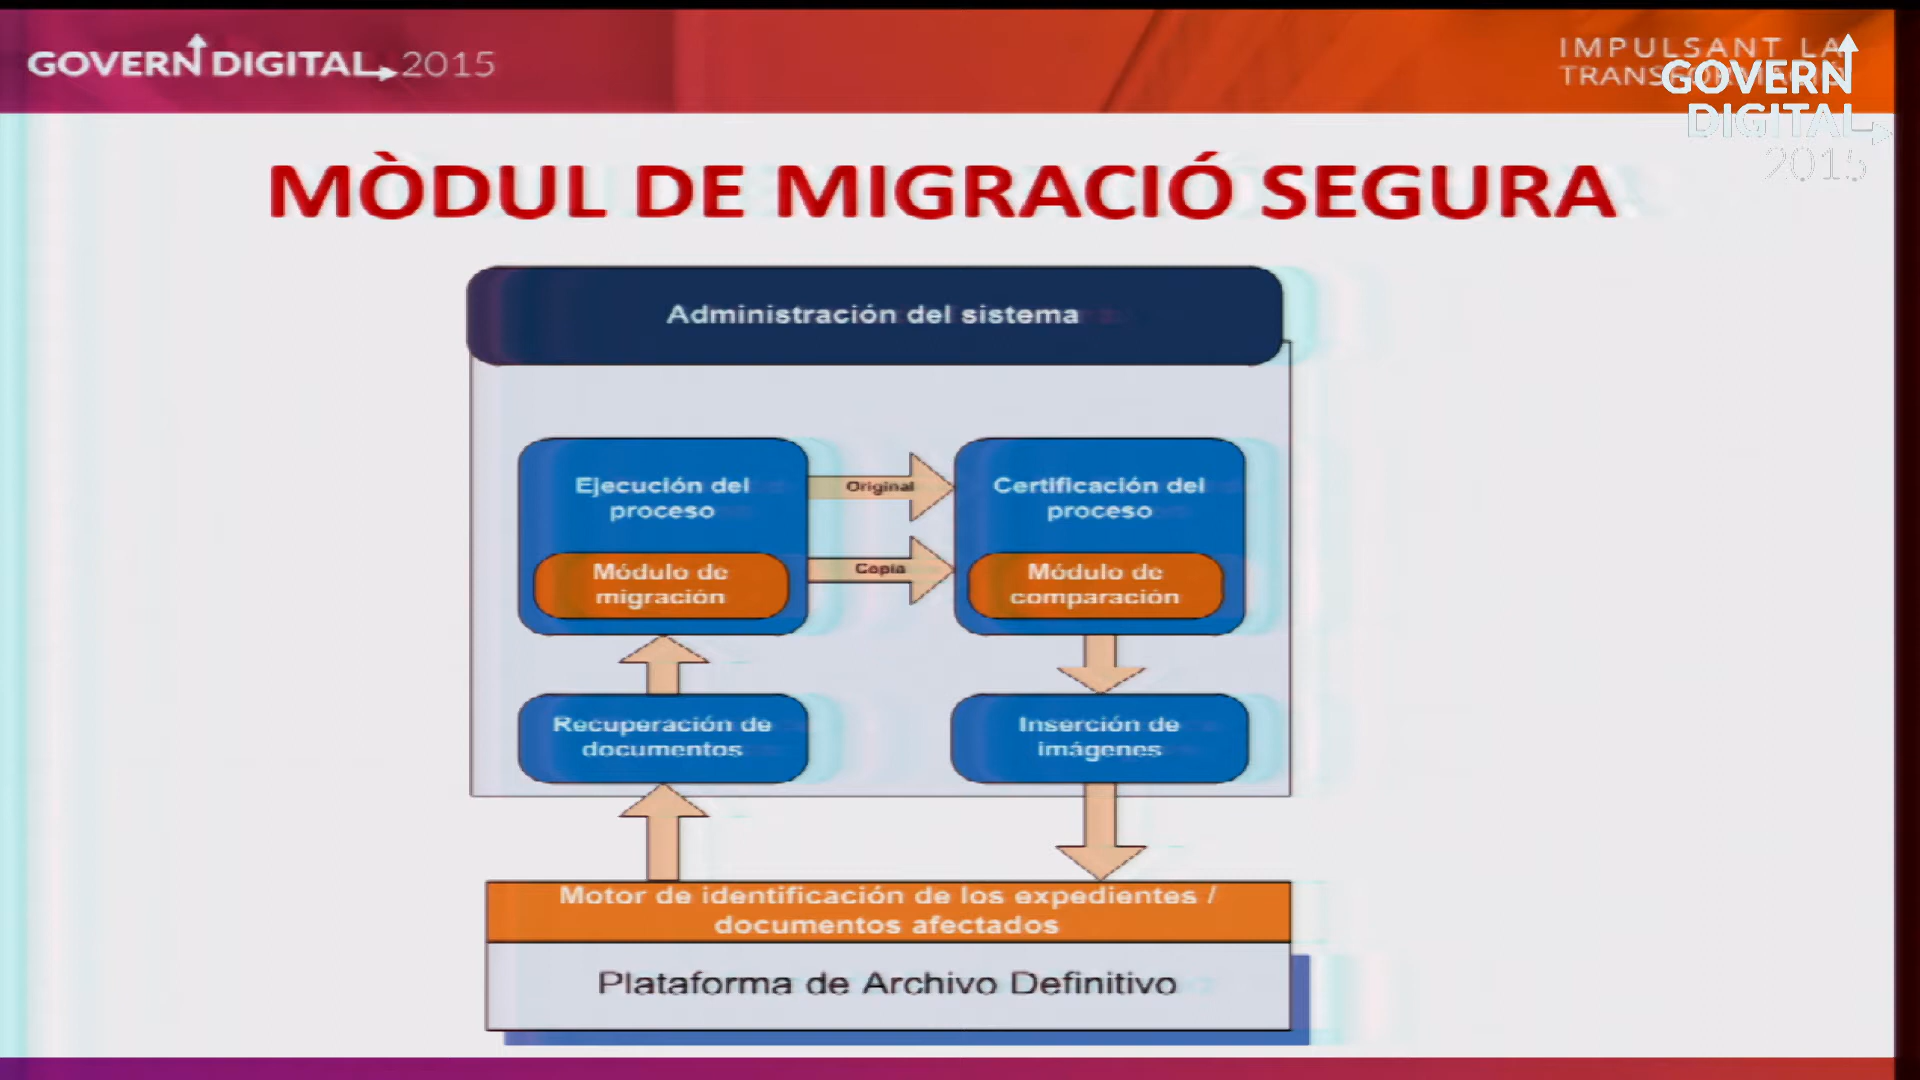 GOVERN DIGITAL 2015
IMPULSANT LA
GOVERN
DIGITAL
2015
MÒDUL DE MIGRACIÓ SEGURA
Administración del sistema
Ejecución del
proceso
Original
Certificación del
proceso
Módulo de
migración
Copia
Módulo de
comparación
Recuperación de
documentos
Inserción de
imágenes
Motor de identificación de los expedientes /
documentos afectados
Plataforma de Archivo Definitivo